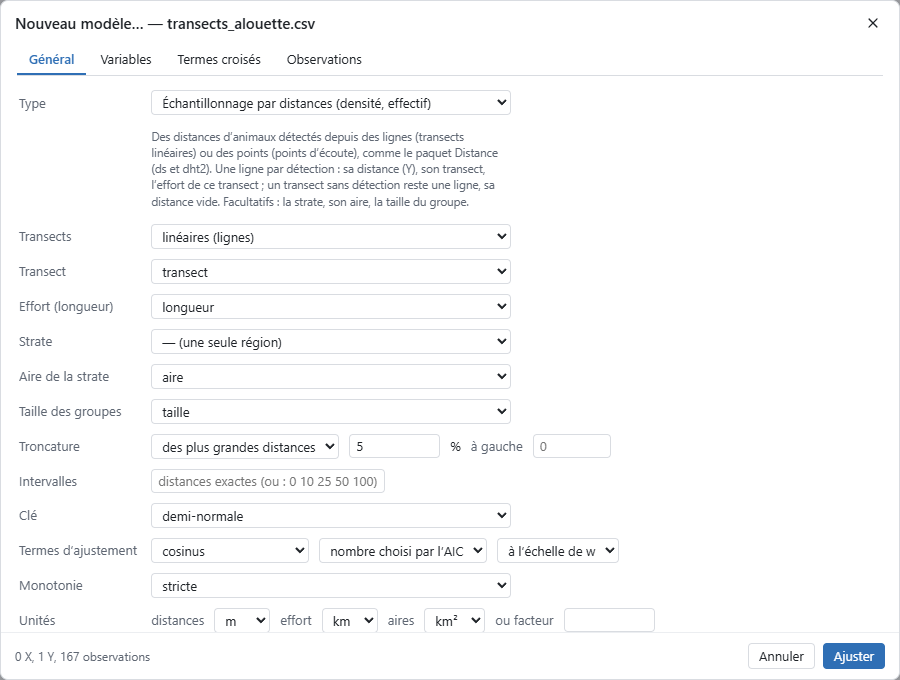 Nouveau modèle... — transects_alouette.csv
Général Variables Termes croisés Observations
Type Échantillonnage par distances (densité, effectif)
Des distances d’animaux détectés depuis des lignes (transects
linéaires) ou des points (points d’écoute), comme le paquet Distance
(ds et dht2). Une ligne par détection : sa distance (Y), son transect,
l’effort de ce transect ; un transect sans détection reste une ligne, sa
distance vide. Facultatifs : la strate, son aire, la taille du groupe.
Transects linéaires (lignes)
Transect transect
Effort (longueur) longueur
Strate — (une seule région)
Aire de la strate aire
Taille des groupes taille
Troncature des plus grandes distances 5 % à gauche 0
Intervalles distances exactes (ou : 0 10 25 50 100)
Clé demi-normale
Termes d’ajustement cosinus nombre choisi par l’AIC à l’échelle de w
Monotonie stricte
Unités distances m effort km aires km² ou facteur
0 X, 1 Y, 167 observations Annuler Ajuster